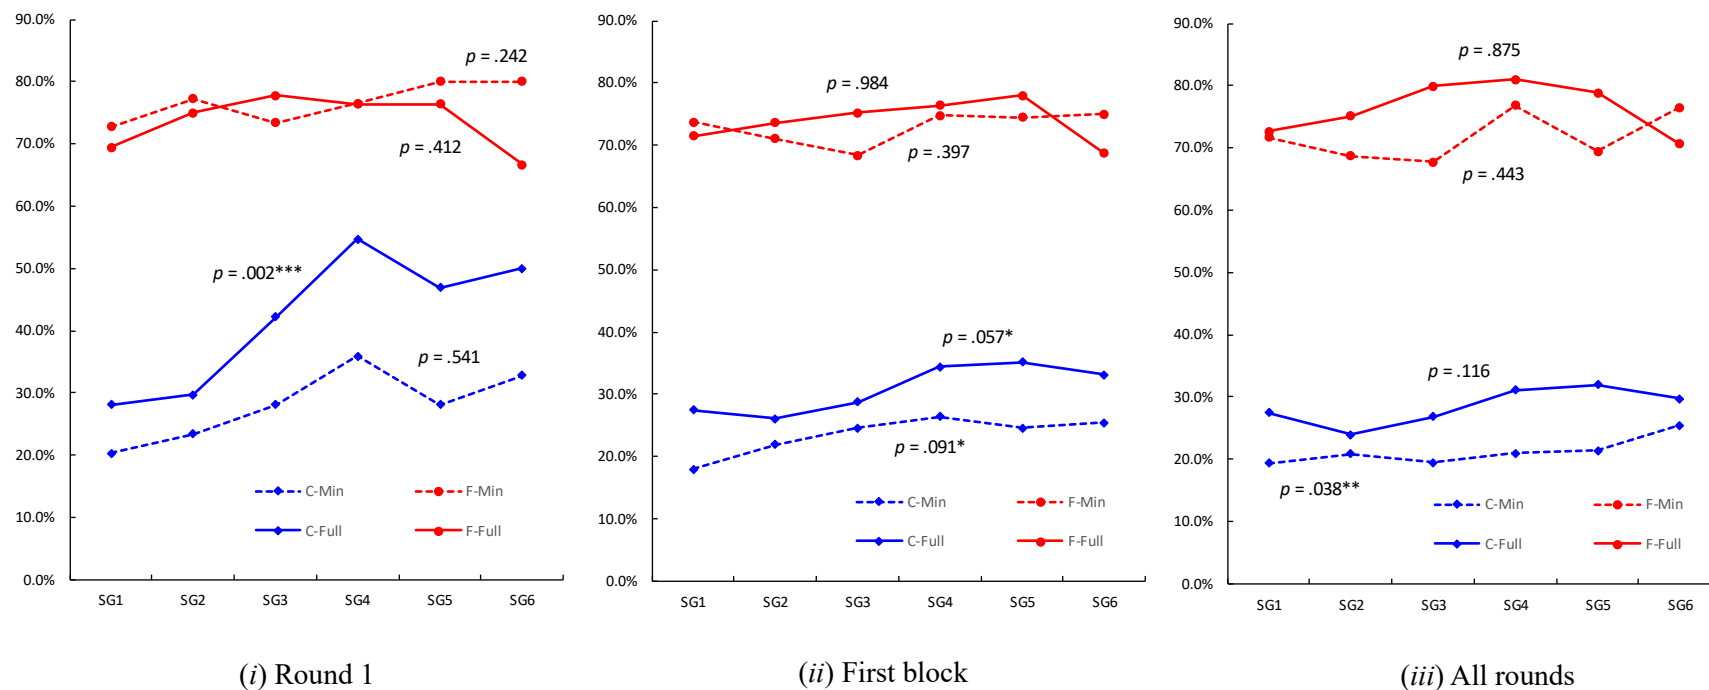 90.0%
80.0%
70.0%
60.0%
50.0%
40.0%
30.0%
20.0%
10.0%
0.0%
p = .242
p = .412
p = .002***
p = .541
C-Min F-Min
C-Full F-Full
SG1 SG2 SG3 SG4 SG5 SG6
(i) Round 1
90.0%
80.0%
70.0%
60.0%
50.0%
40.0%
30.0%
20.0%
10.0%
0.0%
p = .984
p = .397
p = .057*
p = .091*
C-Min F-Min
C-Full F-Full
SG1 SG2 SG3 SG4 SG5 SG6
(ii) First block
90.0%
80.0%
70.0%
60.0%
50.0%
40.0%
30.0%
20.0%
10.0%
0.0%
p = .875
p = .443
p = .116
p = .038**
C-Min F-Min
C-Full F-Full
SG1 SG2 SG3 SG4 SG5 SG6
(iii) All rounds